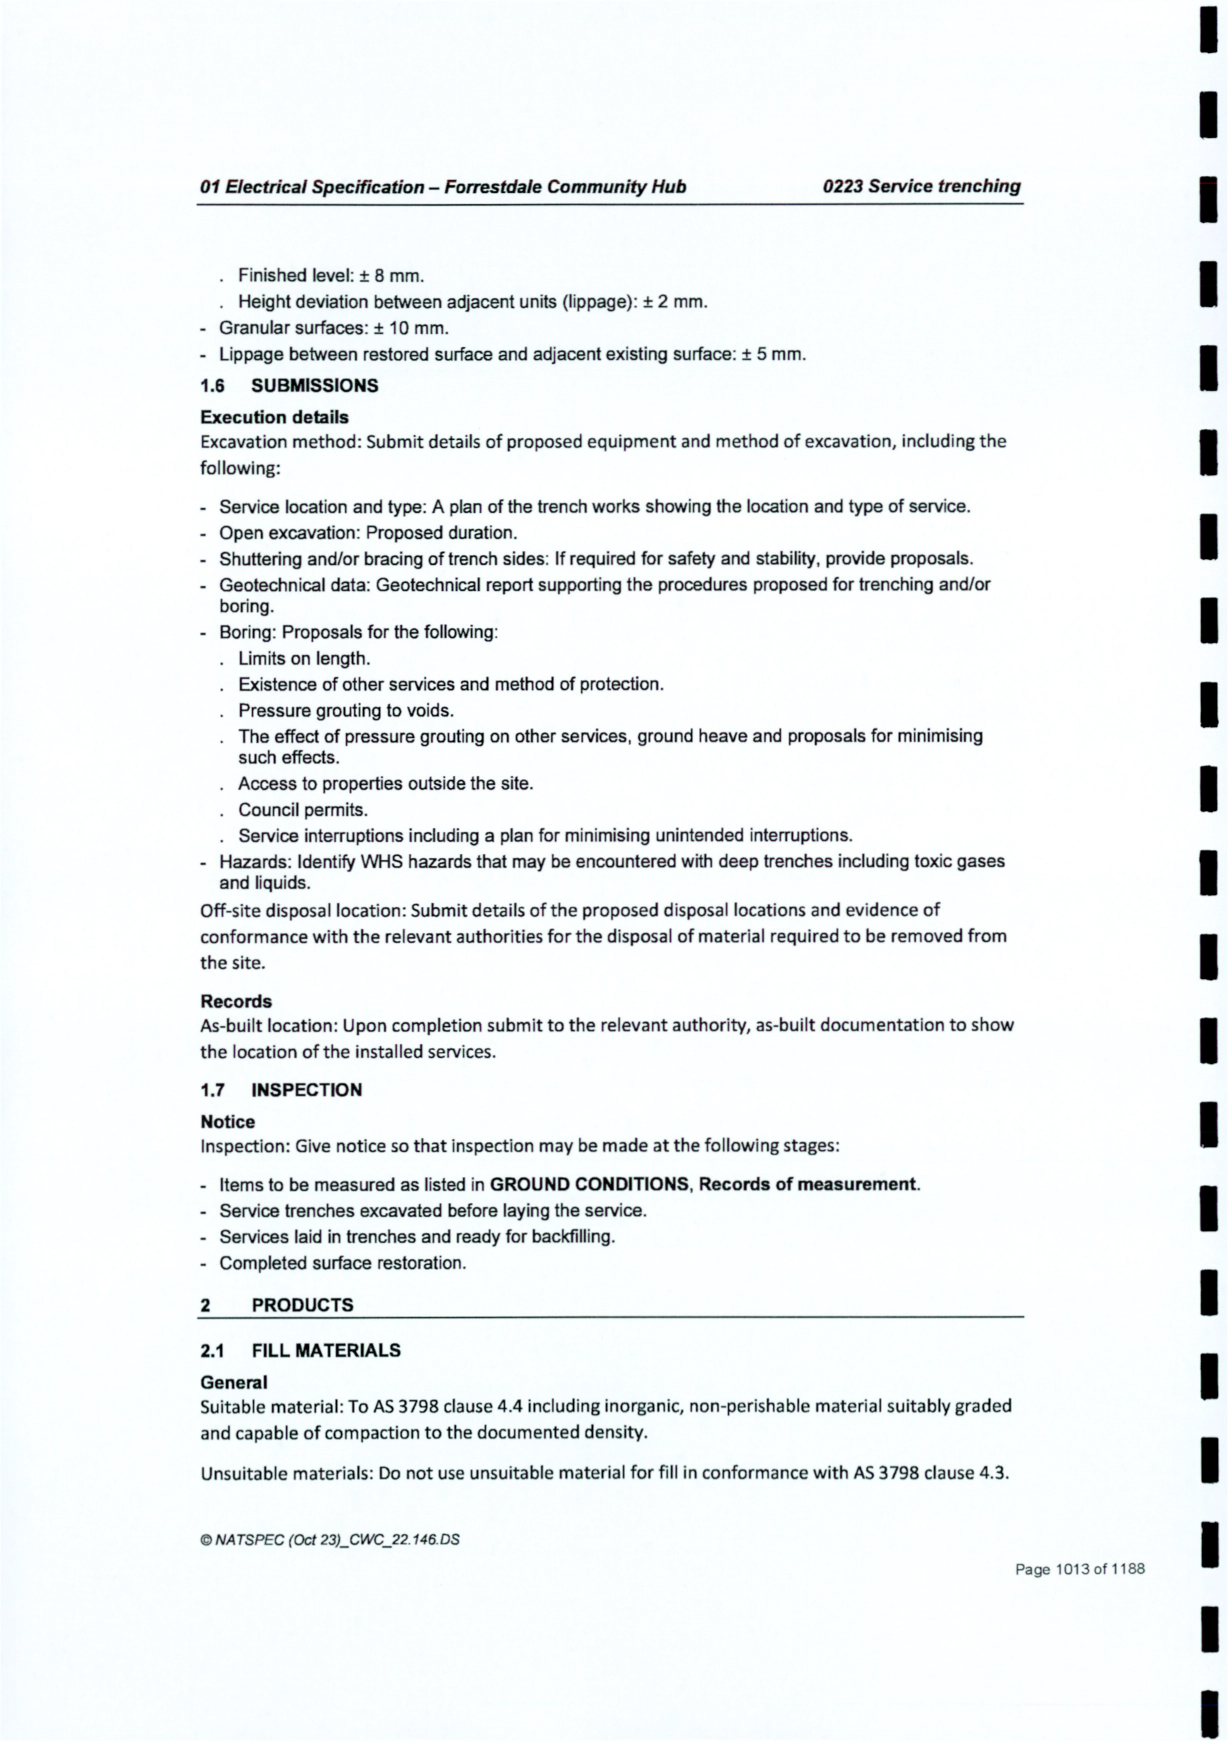 01 Electrical Specification – Forrestdale Community Hub 0223 Service trenching
. Finished level: ± 8 mm.
. Height deviation between adjacent units (lippage): ± 2 mm.
- Granular surfaces: ± 10 mm.
- Lippage between restored surface and adjacent existing surface: ± 5 mm.
1.6 SUBMISSIONS
Execution details
Excavation method: Submit details of proposed equipment and method of excavation, including the
following:
- Service location and type: A plan of the trench works showing the location and type of service.
- Open excavation: Proposed duration.
- Shuttering and/or bracing of trench sides: If required for safety and stability, provide proposals.
- Geotechnical data: Geotechnical report supporting the procedures proposed for trenching and/or
boring.
- Boring: Proposals for the following:
. Limits on length.
. Existence of other services and method of protection.
. Pressure grouting to voids.
. The effect of pressure grouting on other services, ground heave and proposals for minimising
such effects.
. Access to properties outside the site.
. Council permits.
. Service interruptions including a plan for minimising unintended interruptions.
- Hazards: Identify WHS hazards that may be encountered with deep trenches including toxic gases
and liquids.
Off-site disposal location: Submit details of the proposed disposal locations and evidence of
conformance with the relevant authorities for the disposal of material required to be removed from
the site.
Records
As-built location: Upon completion submit to the relevant authority, as-built documentation to show
the location of the installed services.
1.7 INSPECTION
Notice
Inspection: Give notice so that inspection may be made at the following stages:
- Items to be measured as listed in GROUND CONDITIONS, Records of measurement.
- Service trenches excavated before laying the service.
- Services laid in trenches and ready for backfilling.
- Completed surface restoration.
2 PRODUCTS
2.1 FILL MATERIALS
General
Suitable material: To AS 3798 clause 4.4 including inorganic, non-perishable material suitably graded
and capable of compaction to the documented density.
Unsuitable materials: Do not use unsuitable material for fill in conformance with AS 3798 clause 4.3.
© NATSPEC (Oct 23)_CWC_22.146.DS
Page 1013 of 1188